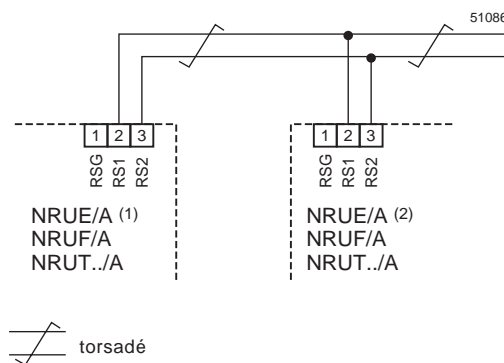 51086
1 2 3 1 2 3
RSG RS1 RS2 RSG RS1 RS2
NRUE/A (1) NRUE/A (2)
NRUF/A NRUF/A
NRUT../A NRUT../A
torsadé